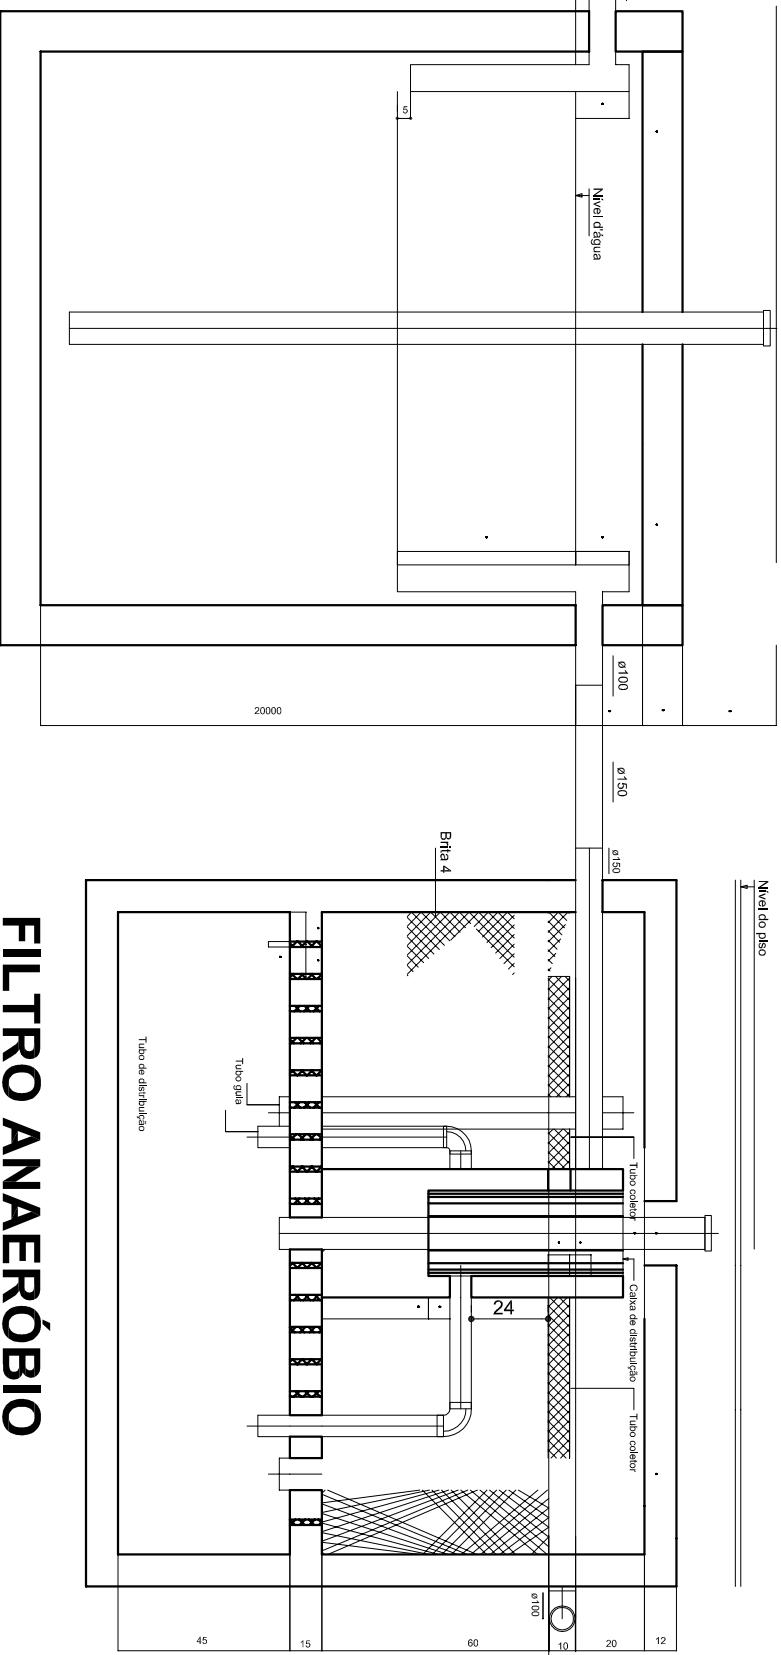 5
Nível d'água
20000
ø100
ø150
ø150
Nível do piso
Brita 4
Tubo de distribuição
Tubo guia
Tubo coletor
Caixa de distribuição
Tubo coletor
24
ø100
45
15
60
10
20
12
FILTRO ANAERÓBIO